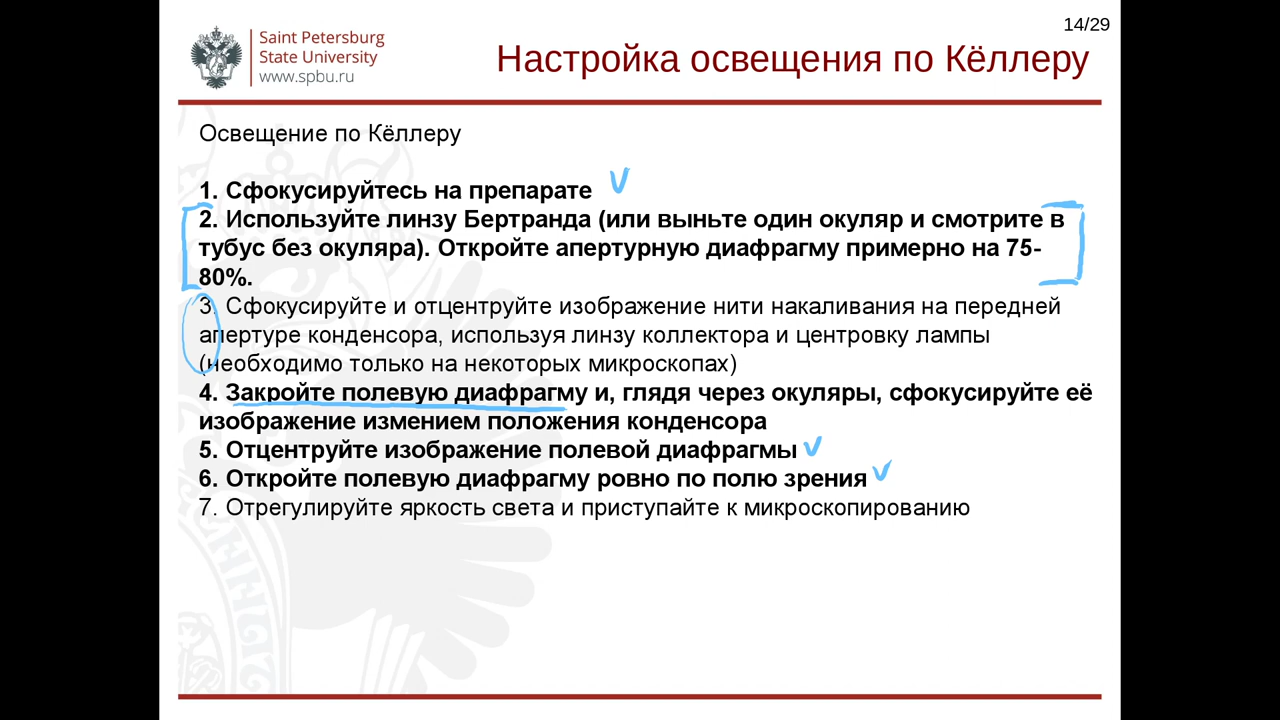 14/29
Saint Petersburg
State University
www.spbu.ru
Настройка освещения по Кёллеру
Освещение по Кёллеру
1. Сфокусируйтесь на препарате
2. Используйте линзу Бертранда (или выньте один окуляр и смотрите в
тубус без окуляра). Откройте апертурную диафрагму примерно на 75-
80%.
3. Сфокусируйте и отцентруйте изображение нити накаливания на передней
апертуре конденсора, используя линзу коллектора и центровку лампы
(необходимо только на некоторых микроскопах)
4. Закройте полевую диафрагму и, глядя через окуляры, сфокусируйте её
изображение измением положения конденсора
5. Отцентруйте изображение полевой диафрагмы
6. Откройте полевую диафрагму ровно по полю зрения
7. Отрегулируйте яркость света и приступайте к микроскопированию